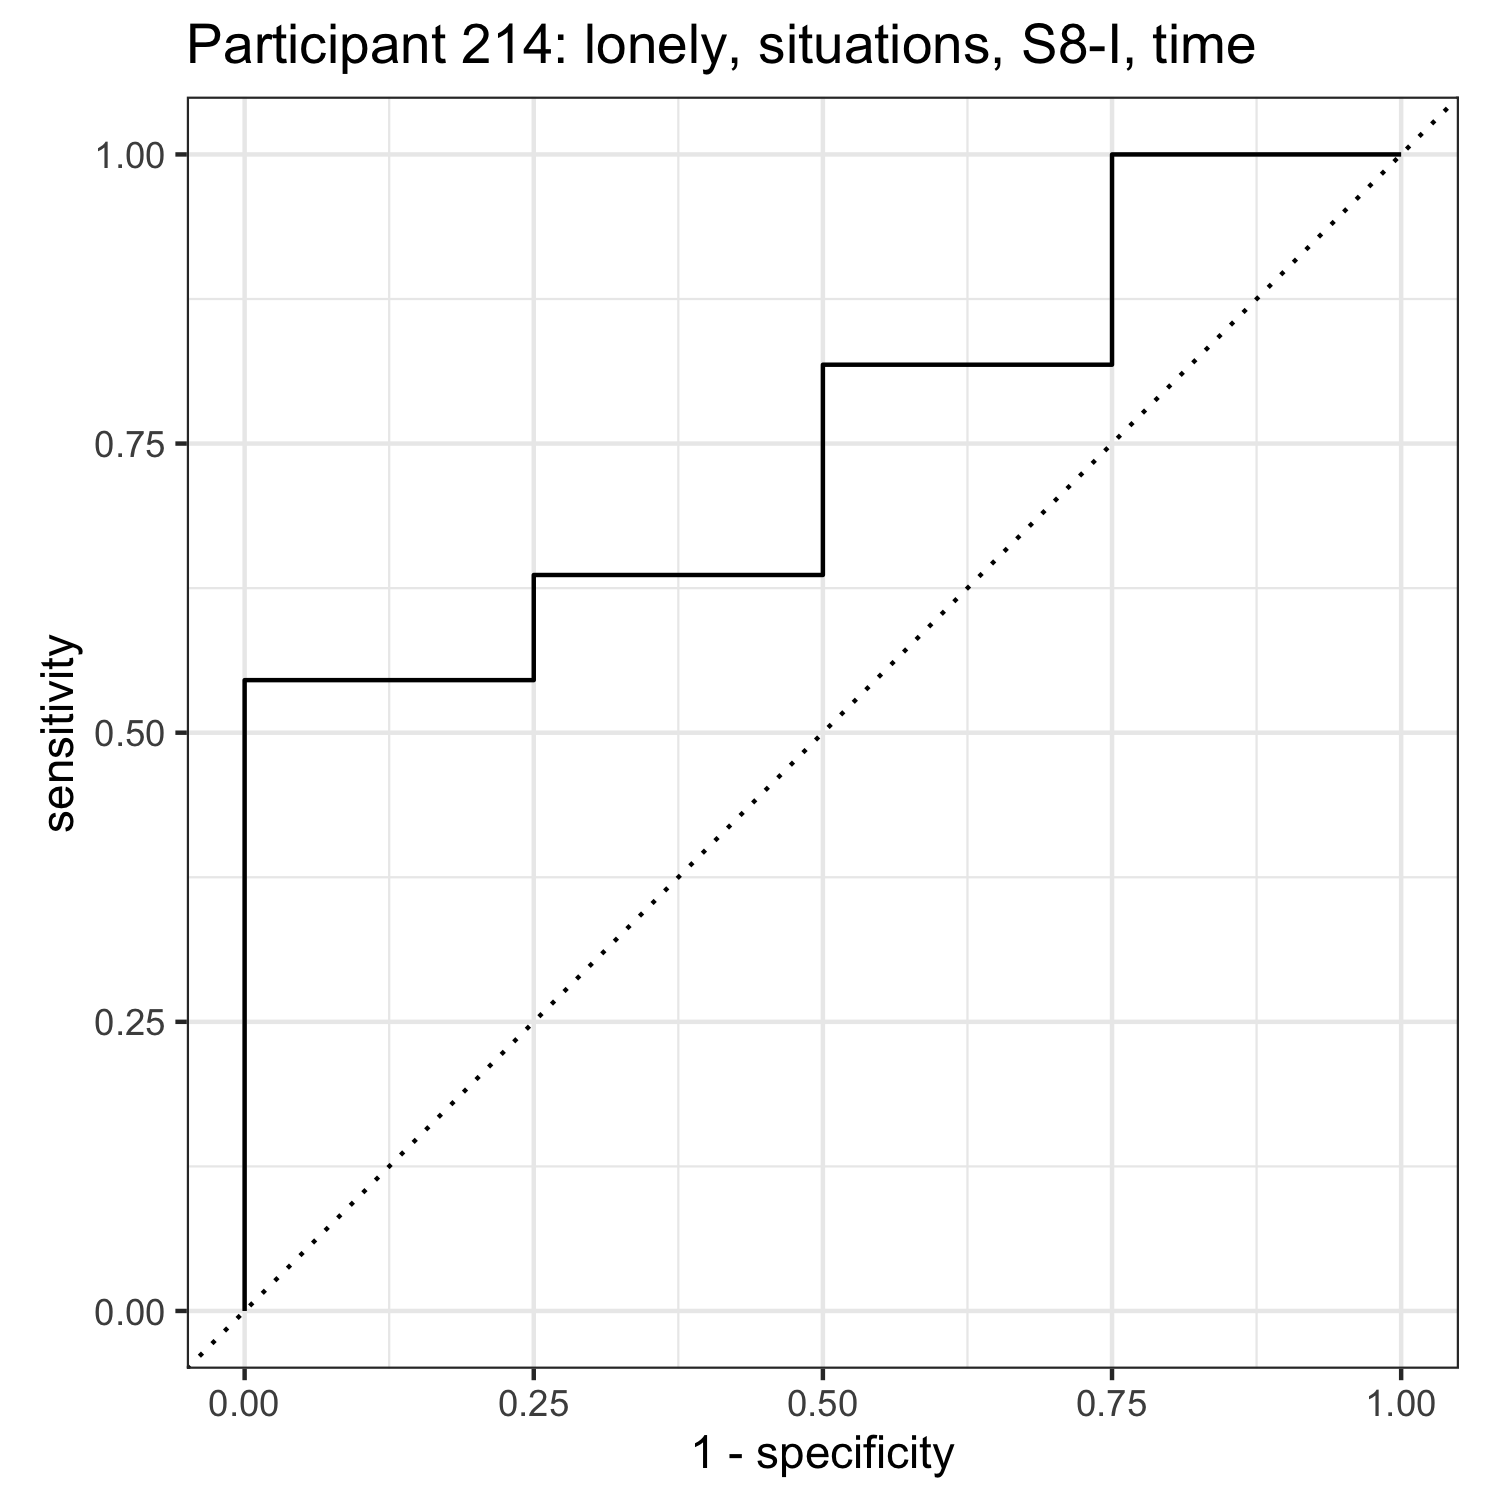 Participant 214: lonely, situations, S8-I, time
sensitivity
1.00
0.75
0.50
0.25
0.00
0.00 0.25 0.50 0.75 1.00
1 - specificity